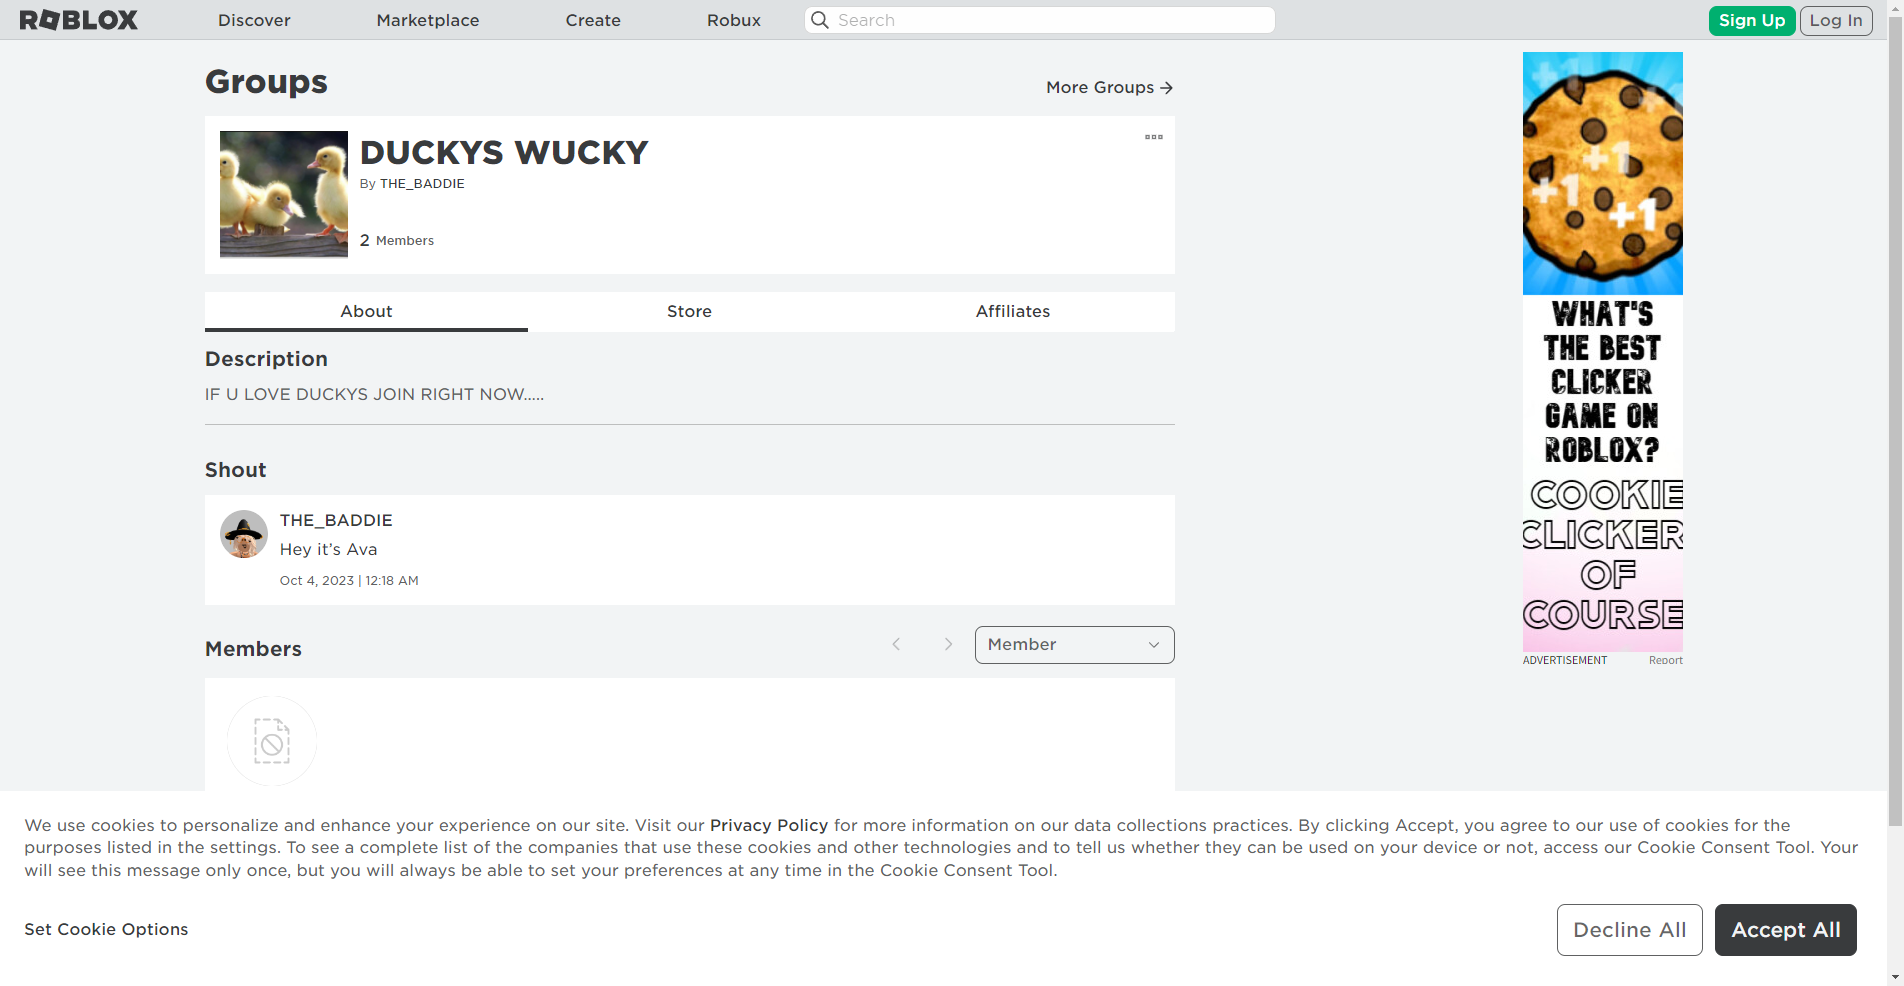 ROBLOX
Discover
Marketplace
Create
Robux
Search
Sign Up
Log In
Groups
More Groups
DUCKYS WUCKY
By THE_BADDIE
2 Members
About
Store
Affiliates
Description
IF U LOVE DUCKYS JOIN RIGHT NOW.....
Shout
THE_BADDIE
Hey it's Ava
Oct 4, 2023 | 12:18 AM
Members
Member
+1
+1
+1
+1
+1
WHAT'S
THE BEST
CLICKER
GAME ON
ROBLOX?
COOKIE
CLICKER
OF
COURSE
ADVERTISEMENT
Report
We use cookies to personalize and enhance your experience on our site. Visit our Privacy Policy for more information on our data collections practices. By clicking Accept, you agree to our use of cookies for the
purposes listed in the settings. To see a complete list of the companies that use these cookies and other technologies and to tell us whether they can be used on your device or not, access our Cookie Consent Tool. Your
will see this message only once, but you will always be able to set your preferences at any time in the Cookie Consent Tool.
Set Cookie Options
Decline All
Accept All